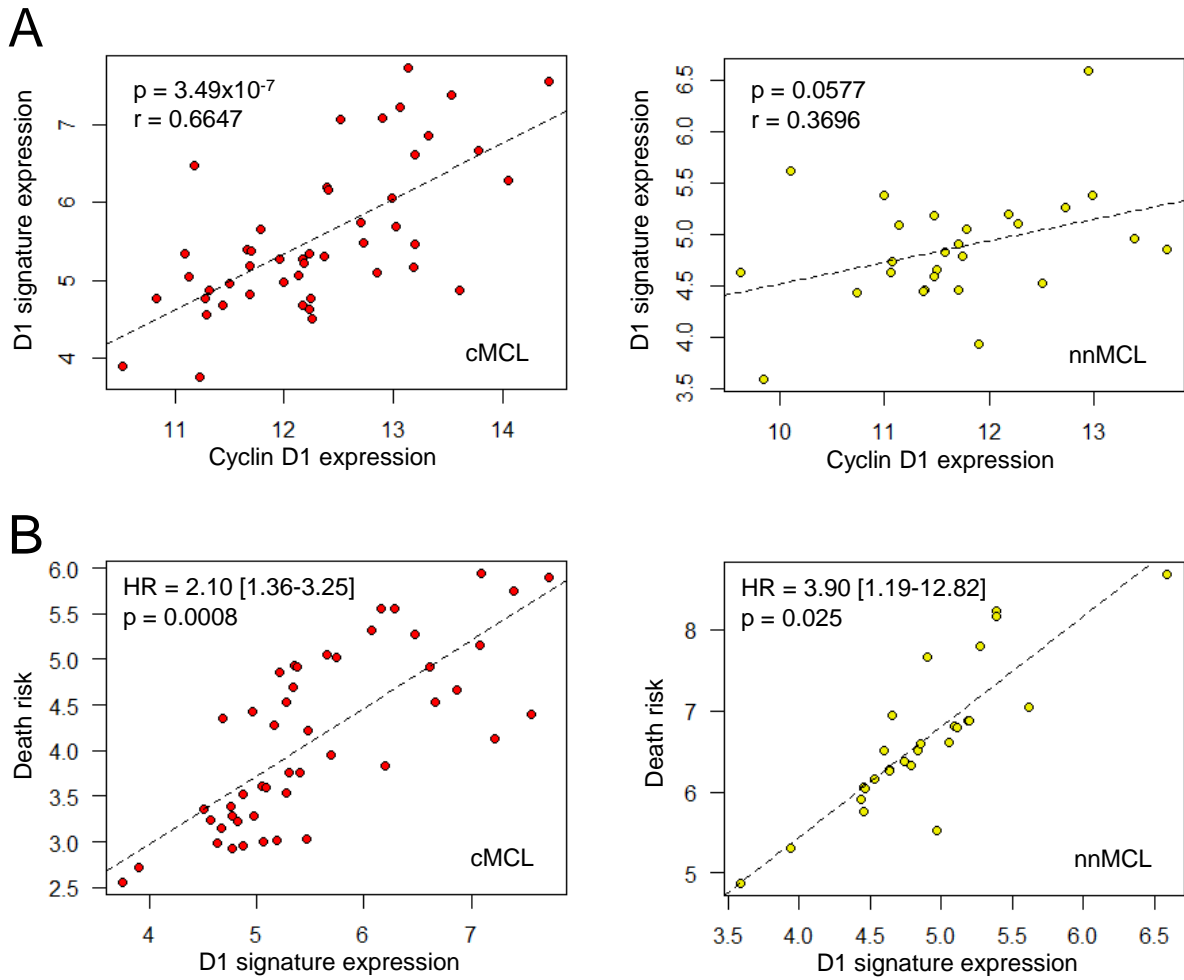 A
D1 signature expression
7
6
5
4
p = 3.49x10⁻⁷
r = 0.6647
cMCL
11 12 13 14
Cyclin D1 expression
D1 signature expression
6.5
6.0
5.5
5.0
4.5
4.0
3.5
p = 0.0577
r = 0.3696
nnMCL
10 11 12 13
Cyclin D1 expression
B
Death risk
6.0
5.5
5.0
4.5
4.0
3.5
3.0
2.5
HR = 2.10 [1.36-3.25]
p = 0.0008
cMCL
4 5 6 7
D1 signature expression
Death risk
8
7
6
5
HR = 3.90 [1.19-12.82]
p = 0.025
nnMCL
3.5 4.0 4.5 5.0 5.5 6.0 6.5
D1 signature expression